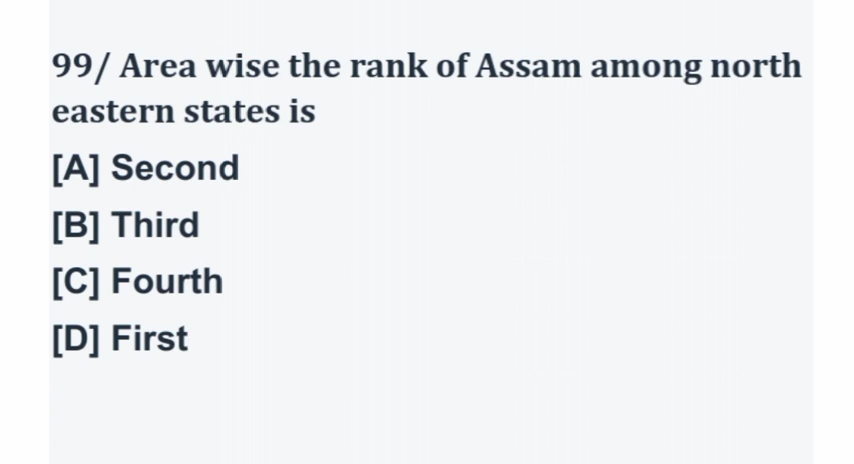 99/ Area wise the rank of Assam among north
eastern states is
[A] Second
[B] Third
[C] Fourth
[D] First